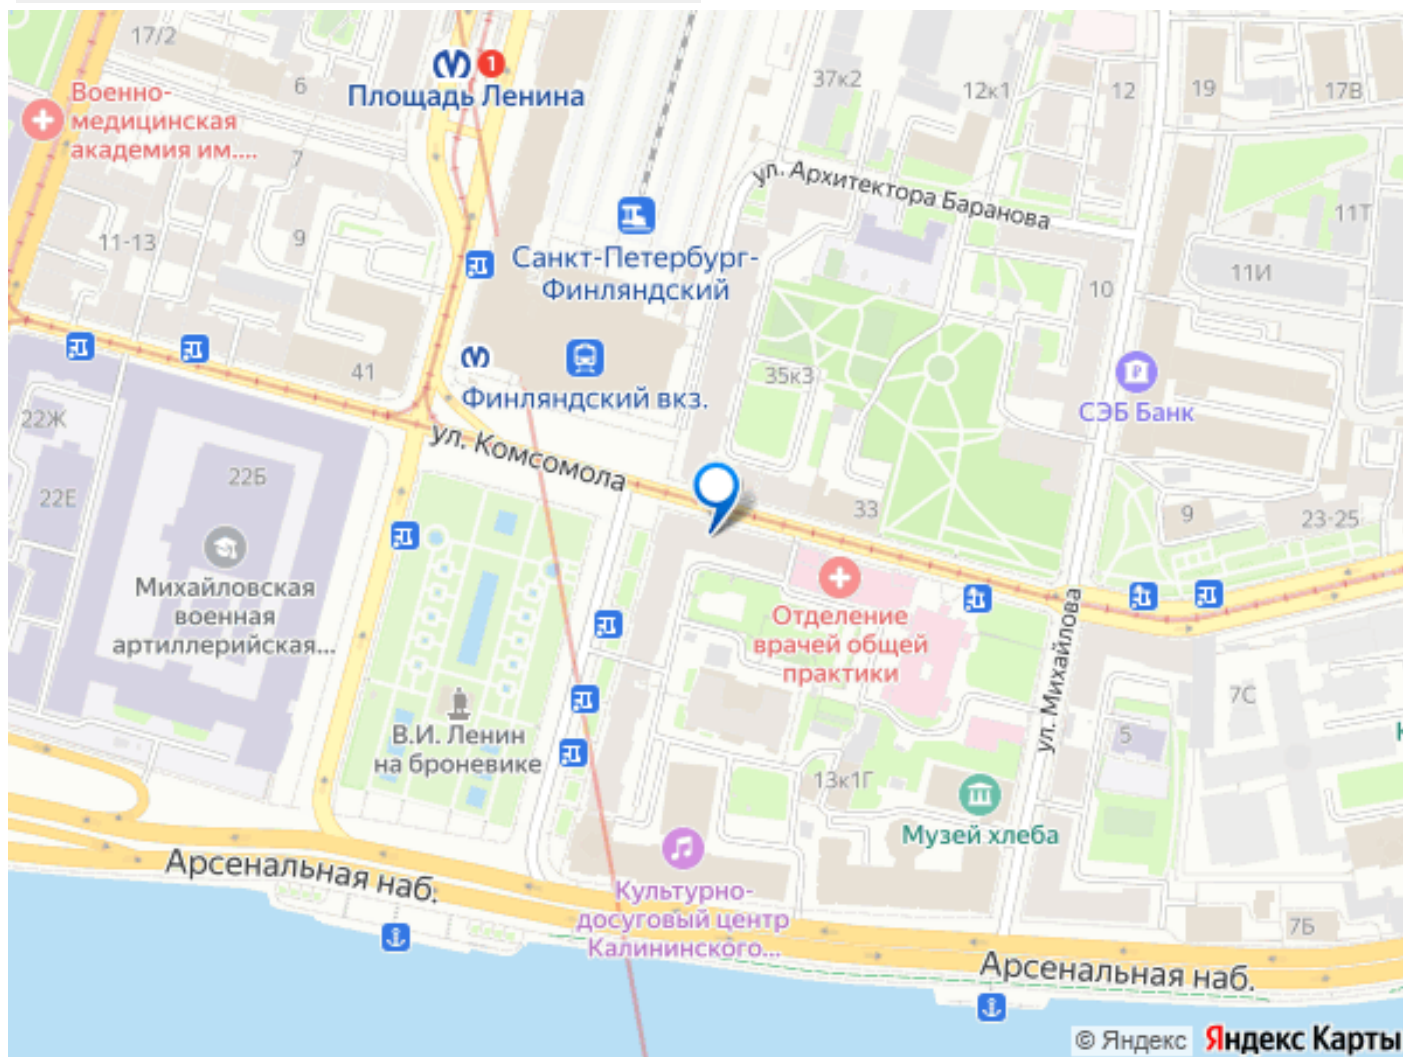 17/2
6
1
Площадь Ленина
Военно-
медицинская
академия им....
7
9
11-13
37к2
12к1
12
19
17В
ул. Архитектора Баранова
11Т
11И
10
Санкт-Петербург-
Финляндский
Финляндский вкз.
41
35к3
СЭБ Банк
ул. Комсомола
22Ж
22Б
22Е
33
9
23-25
Михайловская
военная
артиллерийская...
Отделение
врачей общей
практики
ул. Михайлова
7С
5
В.И. Ленин
на броневике
13к1Г
Музей хлеба
К
Арсенальная наб.
Культурно-
досуговый центр
Калининского...
7Б
Арсенальная наб.
© Яндекс Яндекс Карты